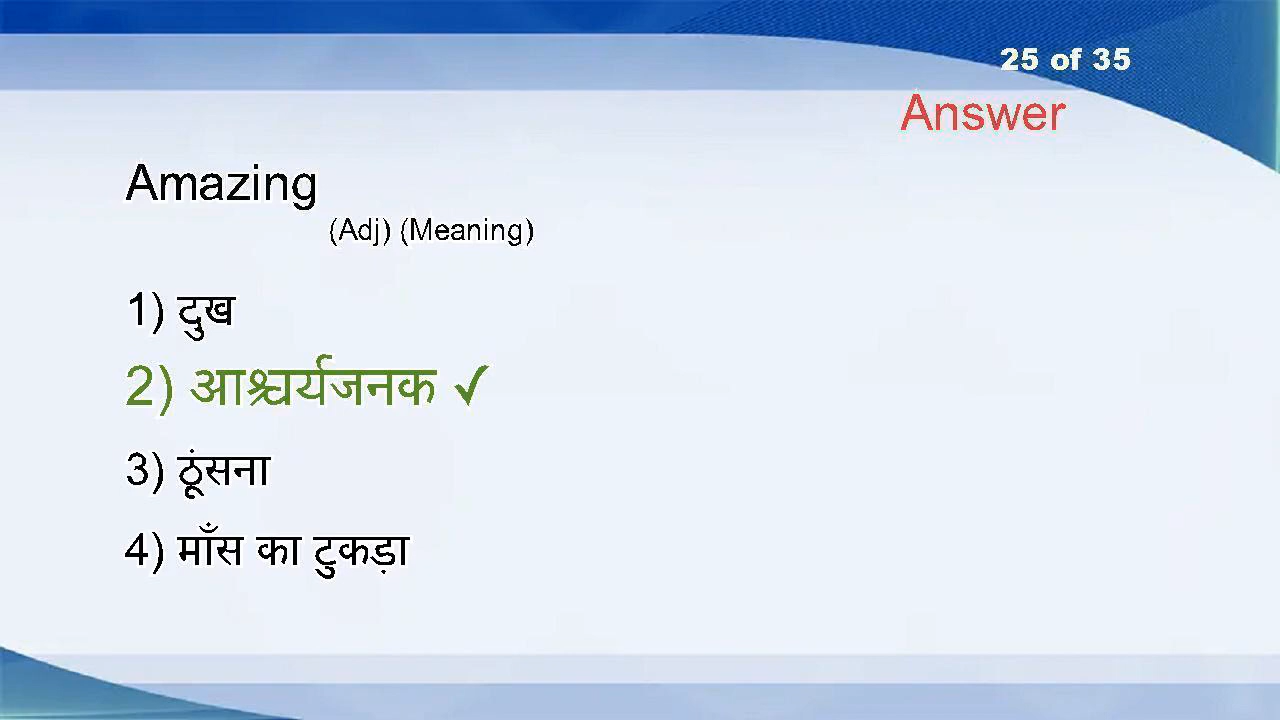 25 of 35
Answer
Amazing
(Adj) (Meaning)
1) दुख
2) आश्चर्यजनक ✓
3) ठूंसना
4) माँस का टुकड़ा